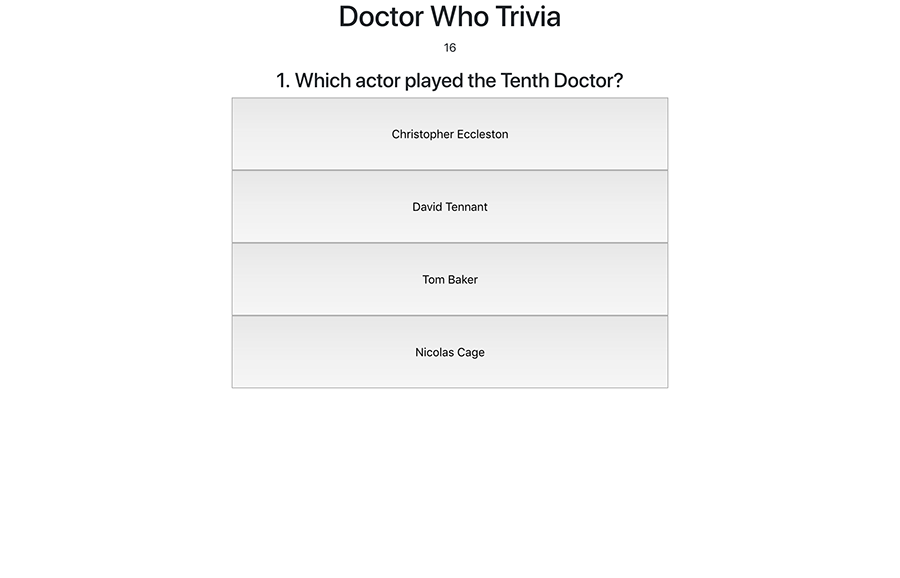 Doctor Who Trivia
16
1. Which actor played the Tenth Doctor?
Christopher Eccleston
David Tennant
Tom Baker
Nicolas Cage